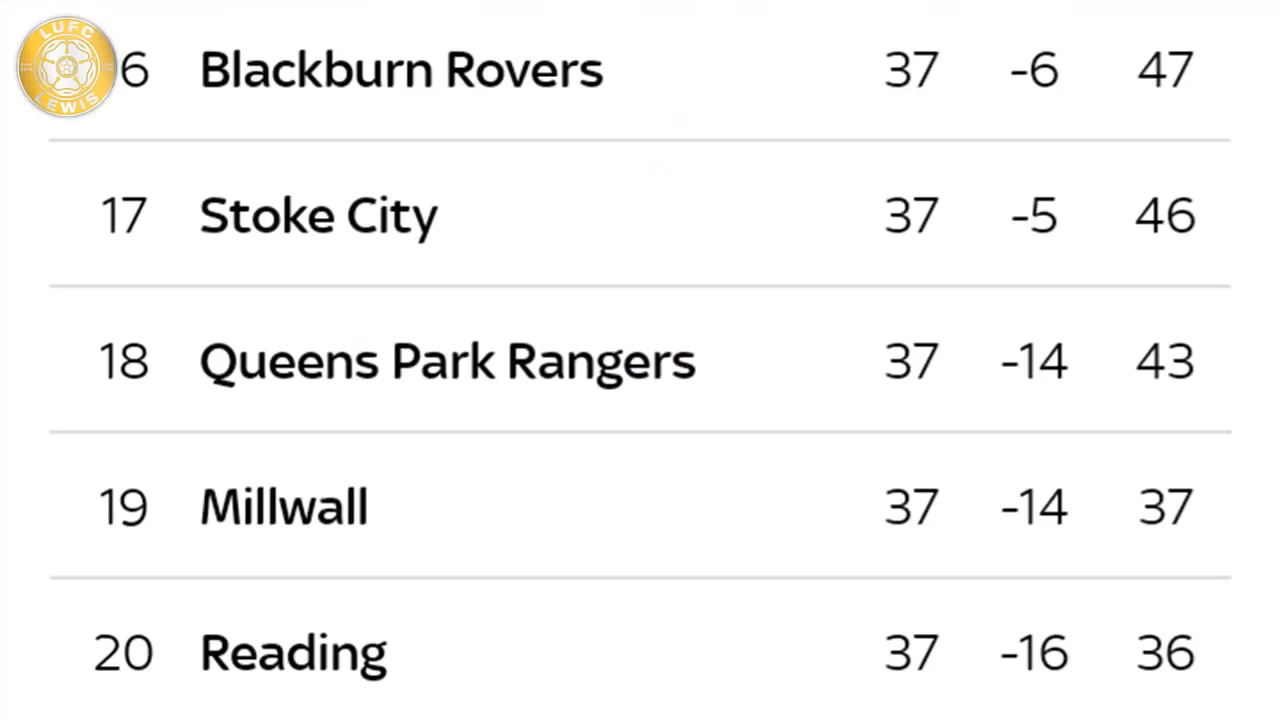 LUFC
LEWIS
6 Blackburn Rovers 37 -6 47
17 Stoke City 37 -5 46
18 Queens Park Rangers 37 -14 43
19 Millwall 37 -14 37
20 Reading 37 -16 36